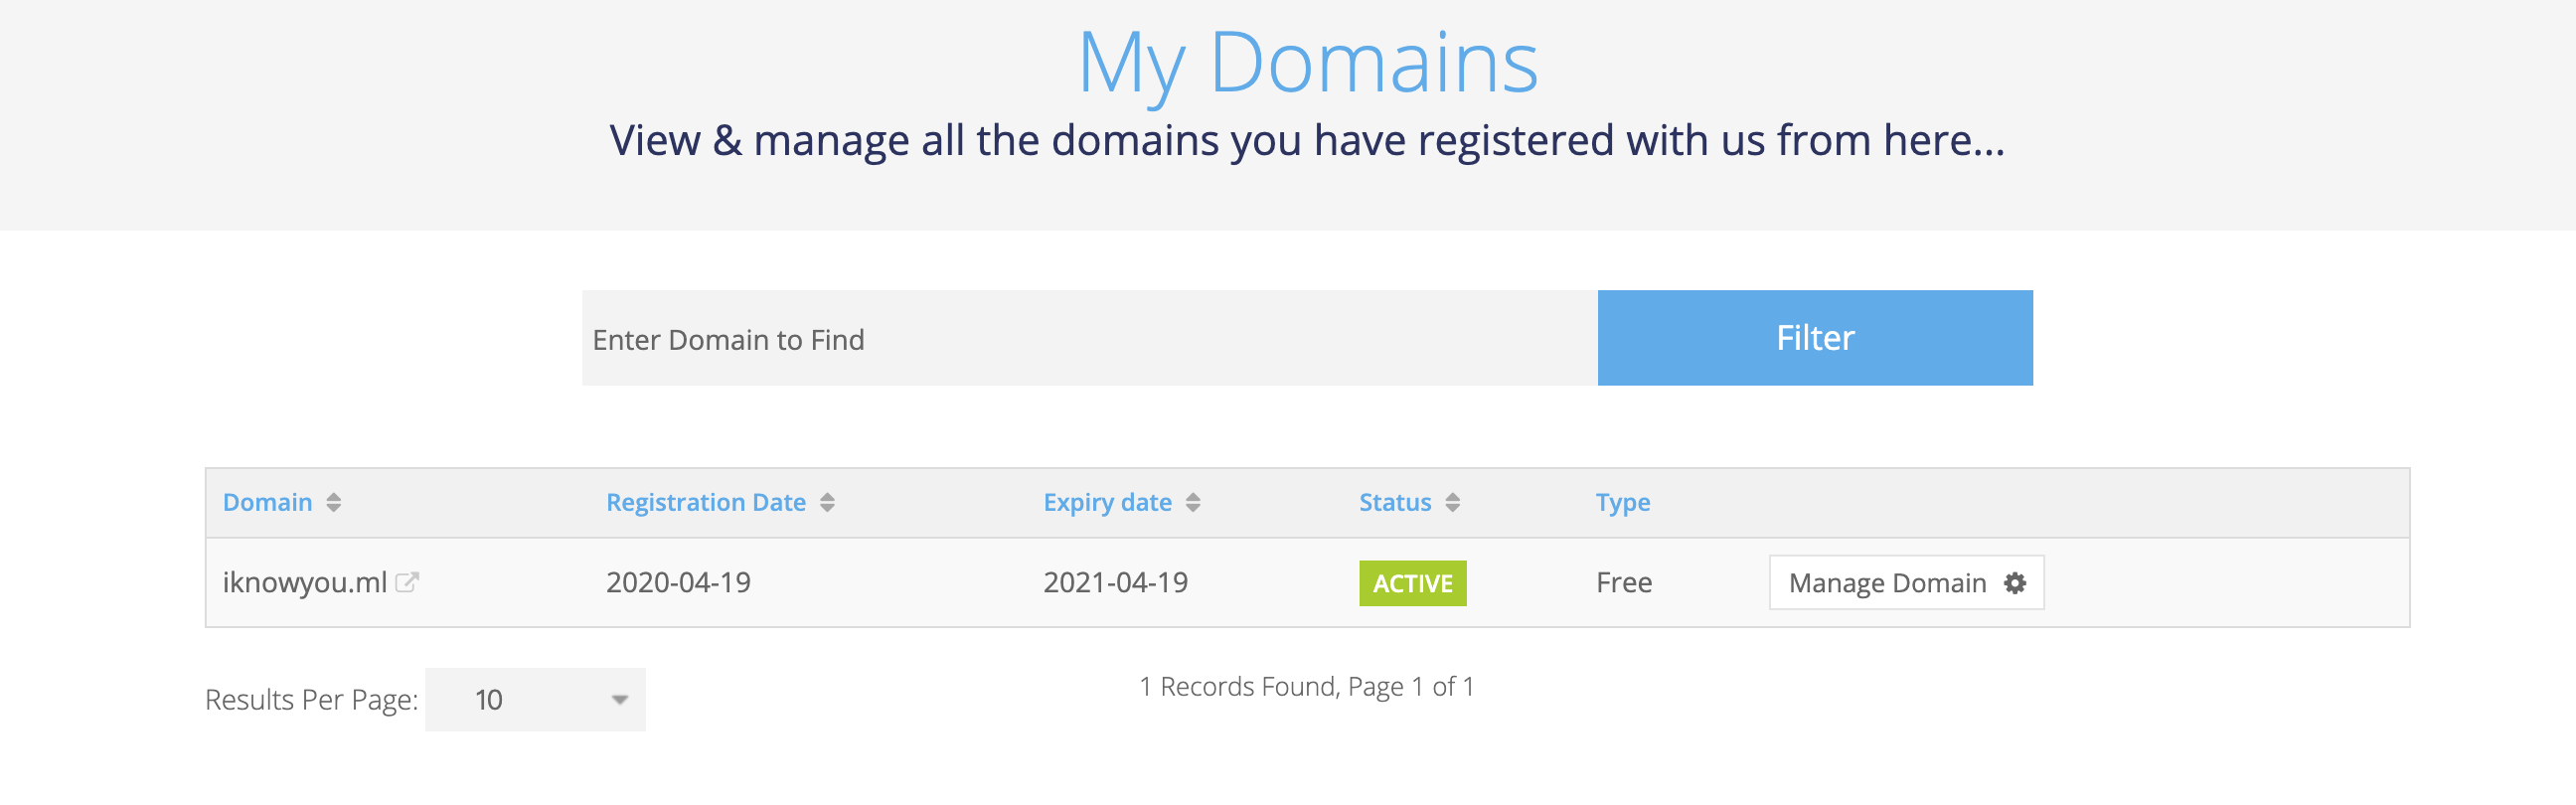 My Domains
View & manage all the domains you have registered with us from here...
Enter Domain to Find
Filter
Domain Registration Date Expiry date Status Type
iknowyou.ml 2020-04-19 2021-04-19 ACTIVE Free Manage Domain
Results Per Page: 10
1 Records Found, Page 1 of 1